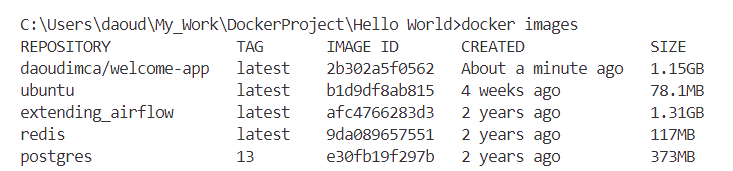 C:\Users\daoud\My_Work\DockerProject\Hello World>docker images
REPOSITORY TAG IMAGE ID CREATED SIZE
daoudimca/welcome-app latest 2b302a5f0562 About a minute ago 1.15GB
ubuntu latest b1d9df8ab815 4 weeks ago 78.1MB
extending_airflow latest afc4766283d3 2 years ago 1.31GB
redis latest 9da089657551 2 years ago 117MB
postgres 13 e30fb19f297b 2 years ago 373MB